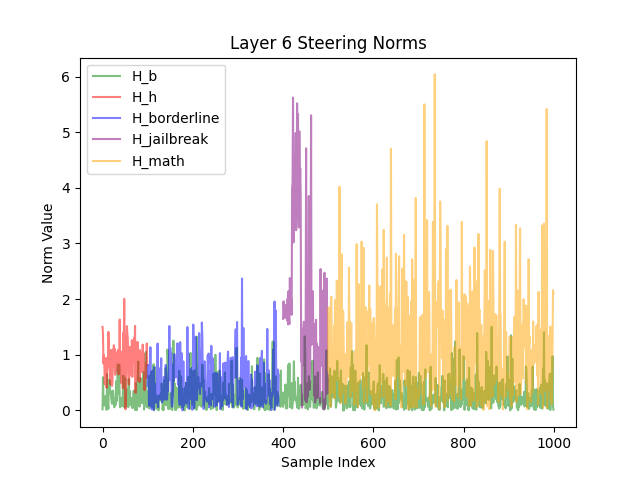 Layer 6 Steering Norms
H_b
H_h
H_borderline
H_jailbreak
H_math
Norm Value
6
5
4
3
2
1
0
0
200
400
600
800
1000
Sample Index